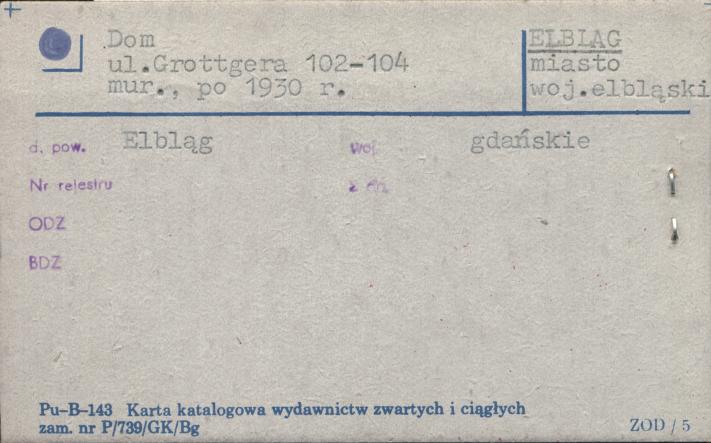 Dom
ul.Grottgera 102-104
mur., po 1930 r.
ELBLĄG
miasto
woj.elbląski
d. pow. Elbląg woj. gdańskie
Nr rejestru z dn.
ODZ
BDZ
Pu-B-143 Karta katalogowa wydawnictw zwartych i ciągłych
zam. nr P/739/GK/Bg
ZOD / 5